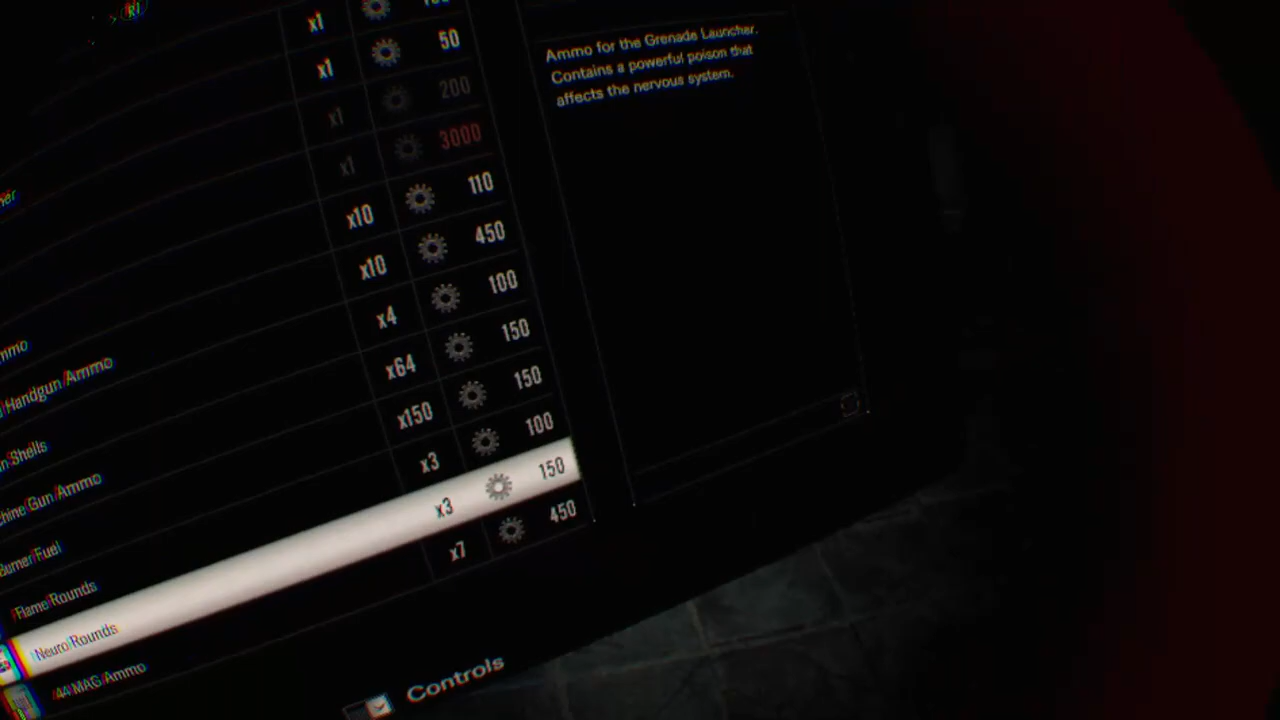 R1
x1
x1 50
x1 200
x1 3000
x10 110
Handgun Ammo x10 450
Shells x4 100
Gun Ammo x64 150
Burner Fuel x150 150
Flame Rounds x3 100
Neuro Rounds x3 150
44 MAG Ammo x7 450
Ammo for the Grenade Launcher.
Contains a powerful poison that
affects the nervous system.
Controls